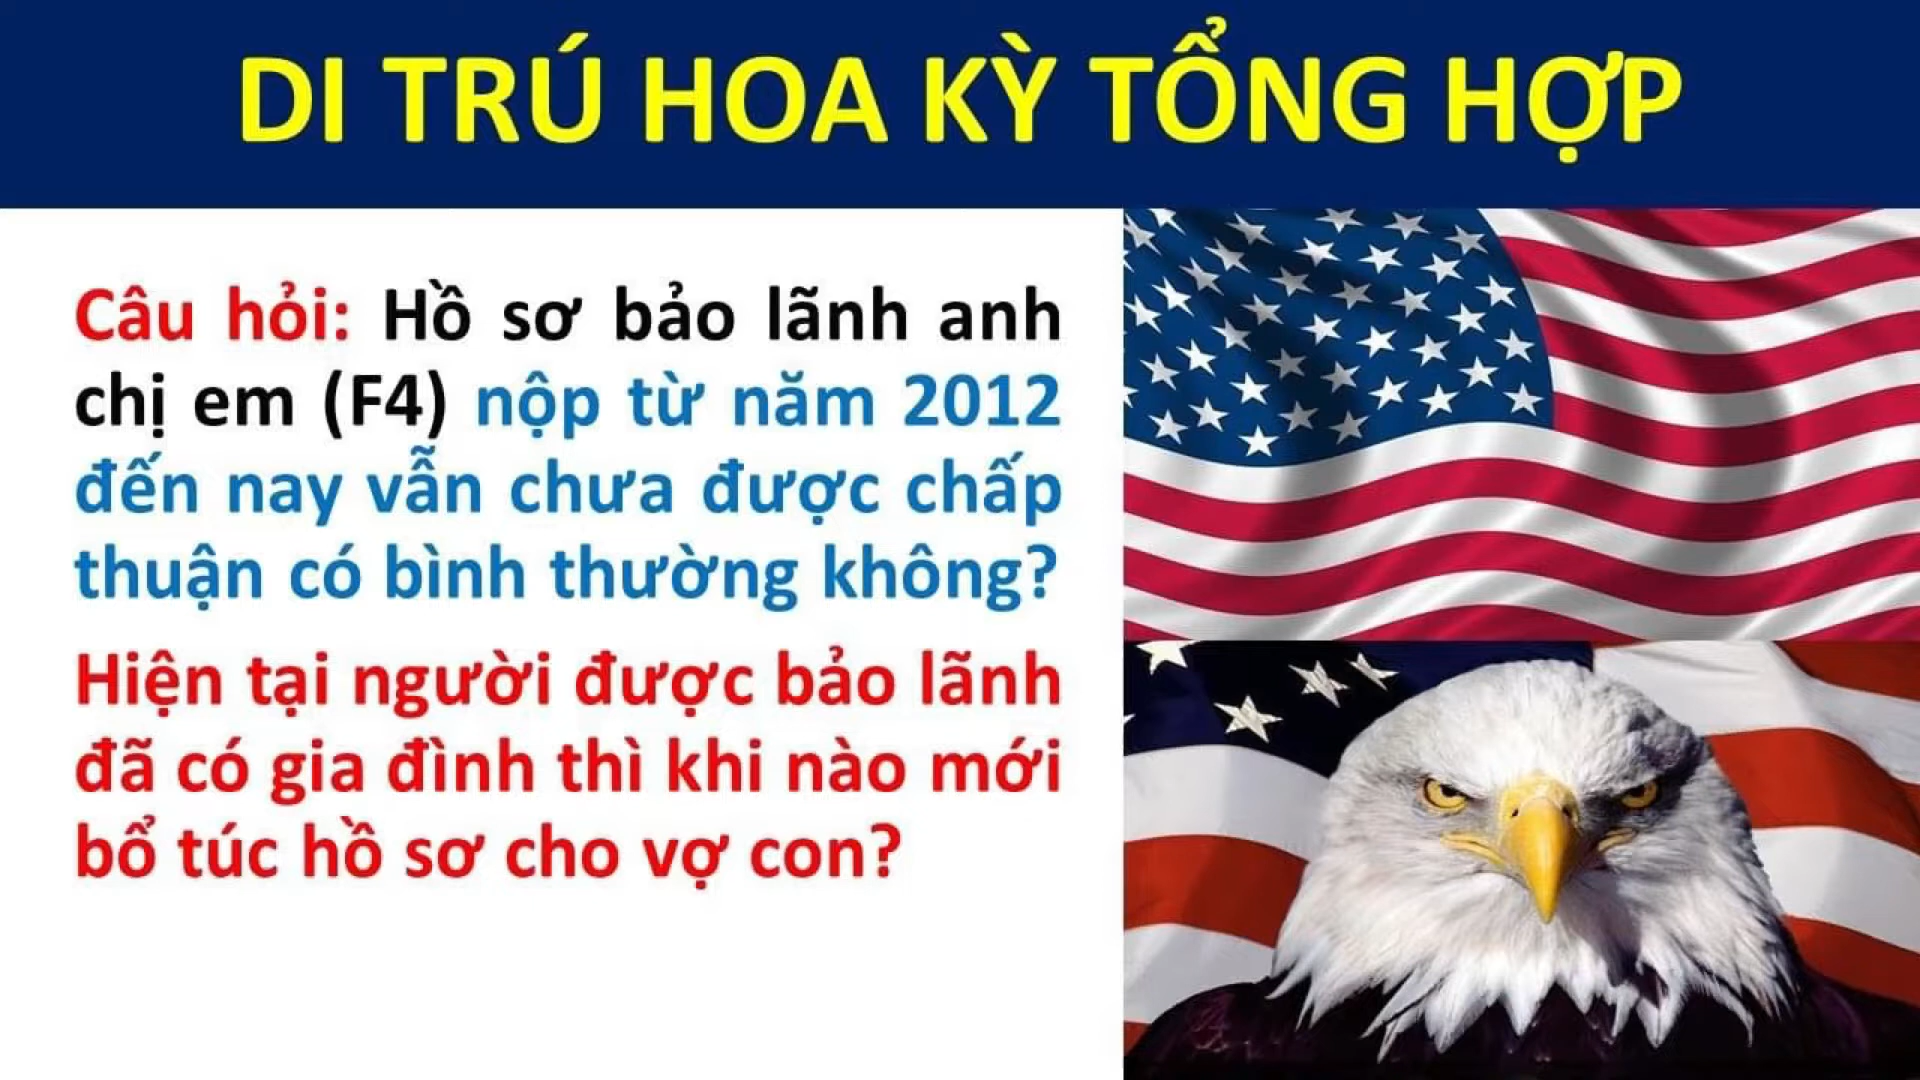 DI TRÚ HOA KỲ TỔNG HỢP
Câu hỏi: Hồ sơ bảo lãnh anh
chị em (F4) nộp từ năm 2012
đến nay vẫn chưa được chấp
thuận có bình thường không?
Hiện tại người được bảo lãnh
đã có gia đình thì khi nào mới
bổ túc hồ sơ cho vợ con?